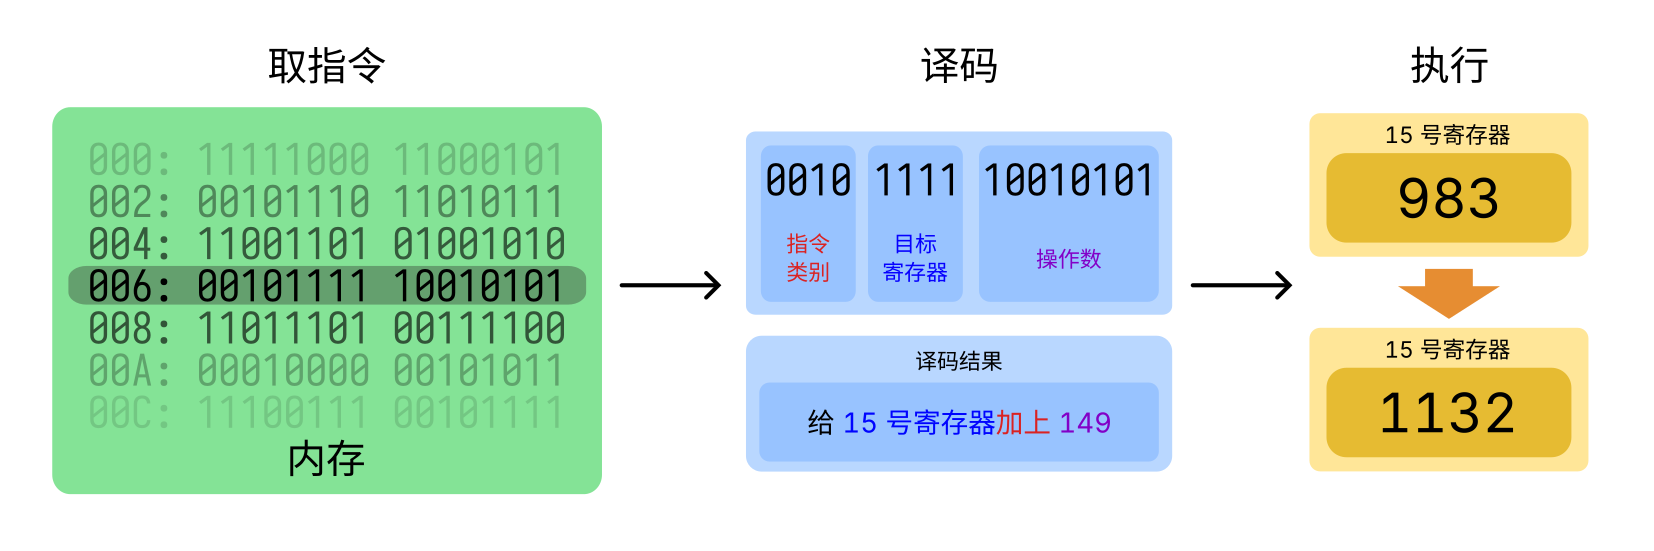 取指令
000: 11111000 11000101
002: 00101110 11010111
004: 11001101 01001010
006: 00101111 10010101
008: 11011101 00111100
00A: 00010000 00101011
00C: 11100111 00101111
内存
译码
0010 1111 10010101
指令
类别
目标
寄存器
操作数
译码结果
给 15 号寄存器加上 149
执行
15 号寄存器
983
15 号寄存器
1132